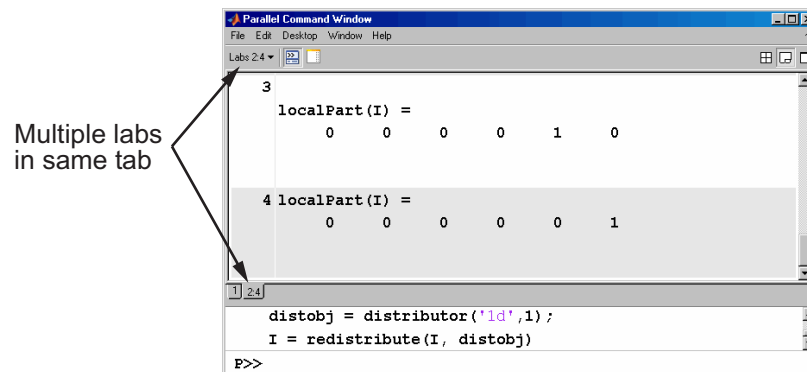 Parallel Command Window
File Edit Desktop Window Help
Labs 2:4
3
localPart(I) =
0 0 0 0 1 0
Multiple labs
in same tab
4 localPart(I) =
0 0 0 0 0 1
1 2:4
distobj = distributor('1d',1);
I = redistribute(I, distobj)
P>>